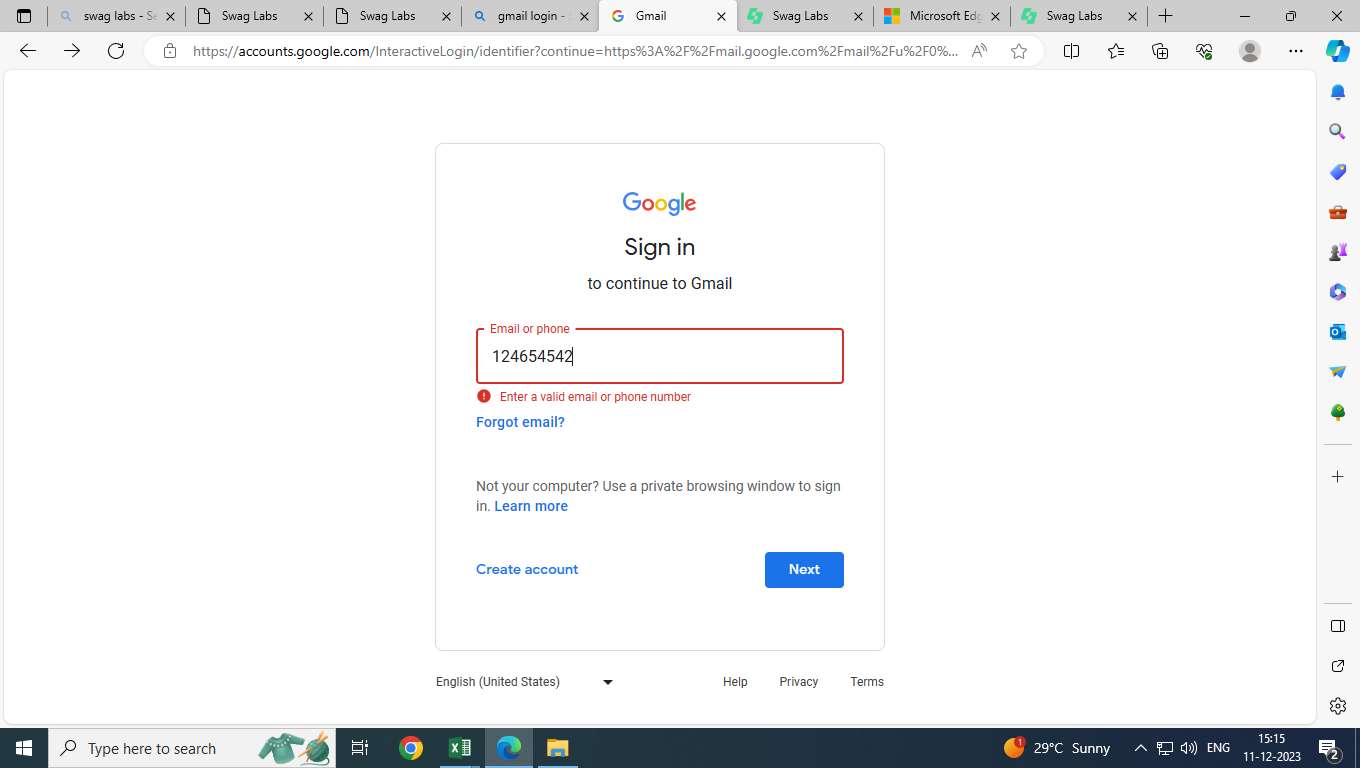 swag labs - Se
Swag Labs
Swag Labs
gmail login - S
Gmail
Swag Labs
Microsoft Edg
Swag Labs
https://accounts.google.com/InteractiveLogin/identifier?continue=https%3A%2F%2Fmail.google.com%2Fmail%2Fu%2F0%...
Google
Sign in
to continue to Gmail
Email or phone
124654542
Enter a valid email or phone number
Forgot email?
Not your computer? Use a private browsing window to sign
in. Learn more
Create account
Next
English (United States)
Help
Privacy
Terms
Type here to search
1
29°C Sunny
ENG
15:15
11-12-2023
2